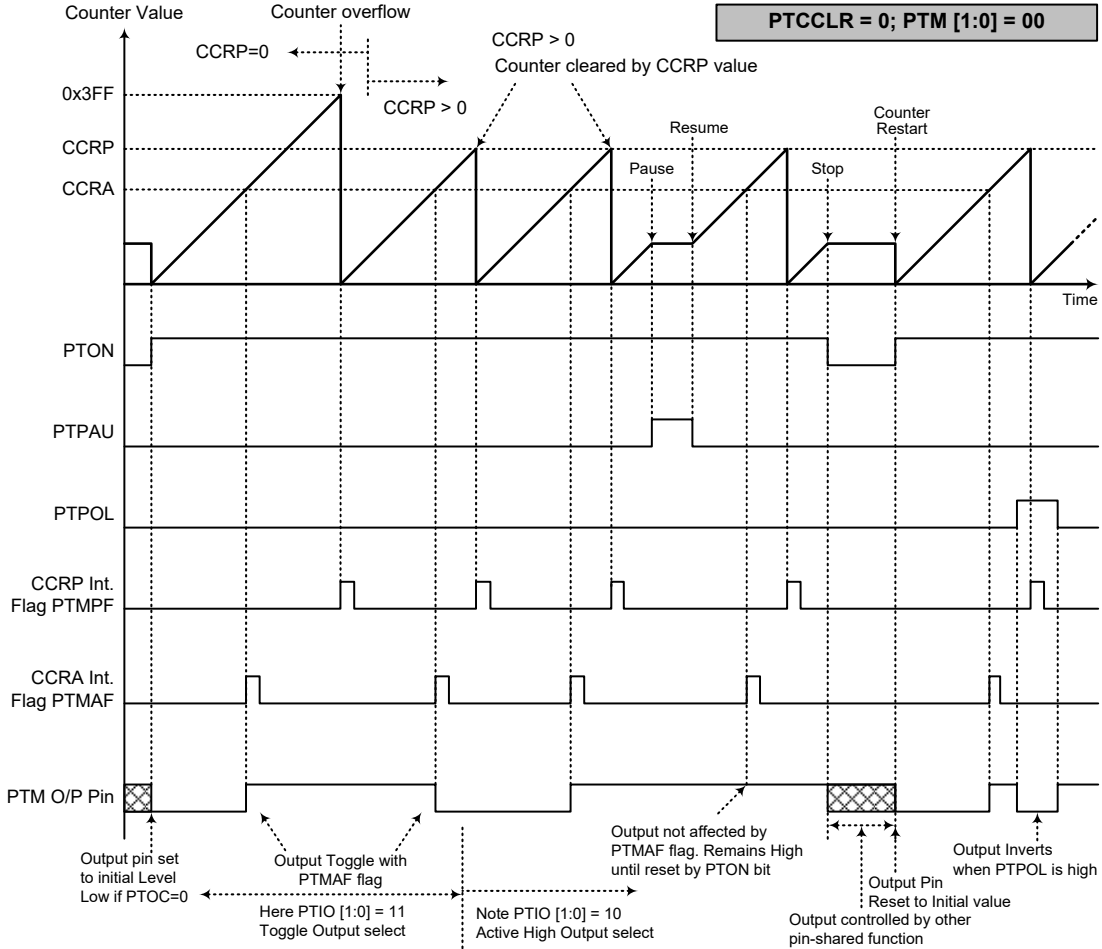 Counter Value
Counter overflow
PTCCLR = 0; PTM [1:0] = 00
CCRP=0
CCRP > 0
CCRP > 0
Counter cleared by CCRP value
0x3FF
CCRP
CCRA
Pause
Resume
Stop
Counter
Restart
Time
PTON
PTPAU
PTPOL
CCRP Int.
Flag PTMPF
CCRA Int.
Flag PTMAF
PTM O/P Pin
Output pin set
to initial Level
Low if PTOC=0
Output Toggle with
PTMAF flag
Here PTIO [1:0] = 11
Toggle Output select
Note PTIO [1:0] = 10
Active High Output select
Output not affected by
PTMAF flag. Remains High
until reset by PTON bit
Output Pin
Reset to Initial value
Output controlled by other
pin-shared function
Output Inverts
when PTPOL is high